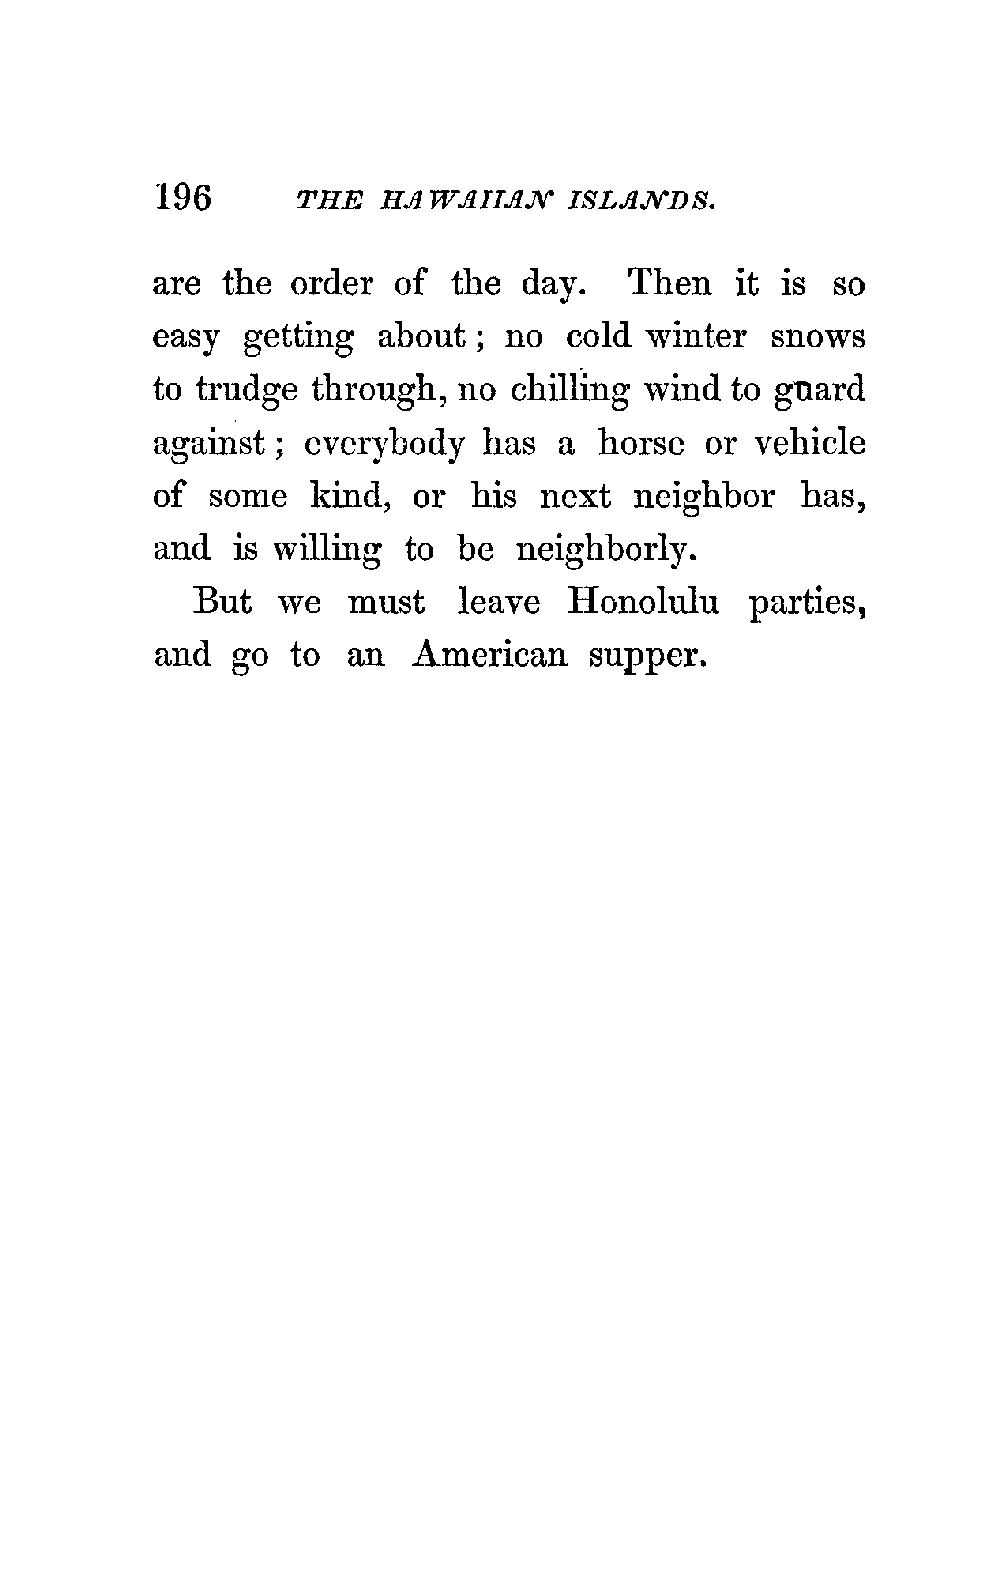 196 THE HAWAIIAN ISLANDS.
are the order of the day. Then it is so
easy getting about; no cold winter snows
to trudge through, no chilling wind to guard
against; everybody has a horse or vehicle
of some kind, or his next neighbor has,
and is willing to be neighborly.
But we must leave Honolulu parties,
and go to an American supper.